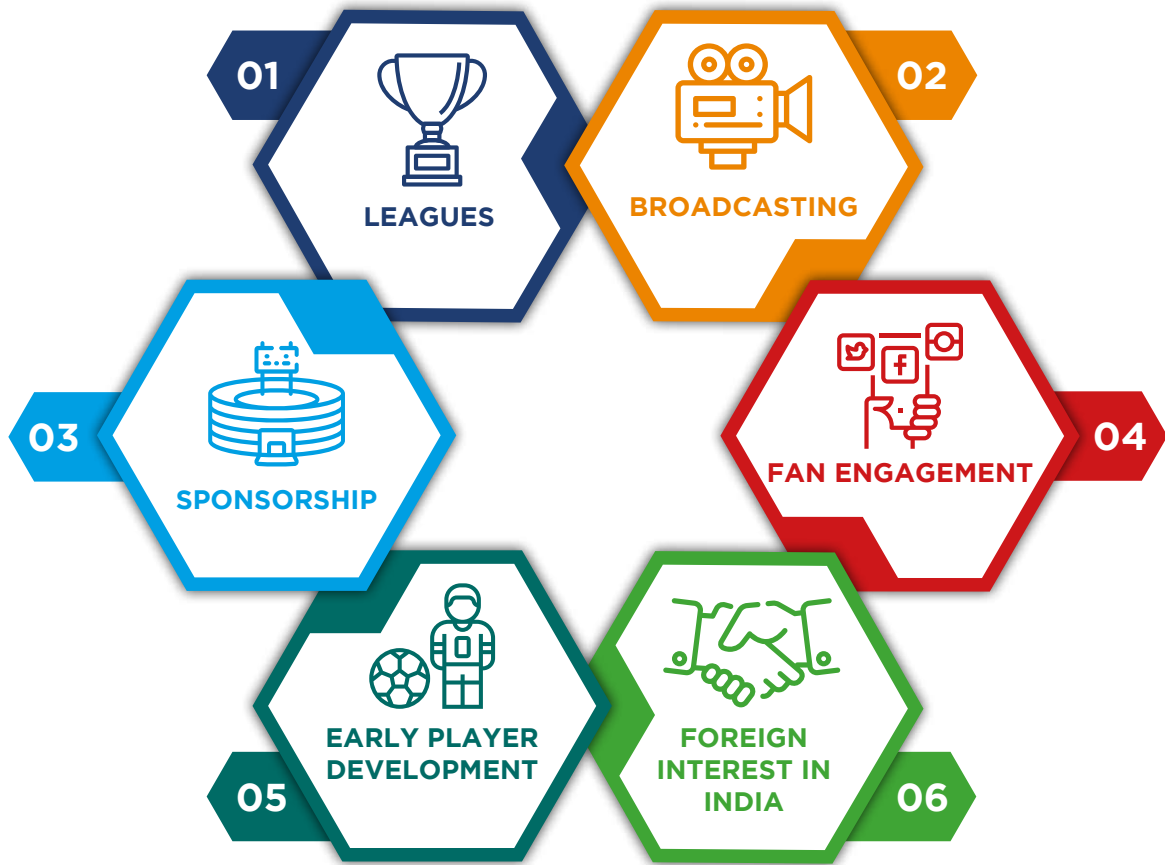 01
LEAGUES
02
BROADCASTING
03
SPONSORSHIP
04
FAN ENGAGEMENT
05
EARLY PLAYER
DEVELOPMENT
06
FOREIGN
INTEREST IN
INDIA